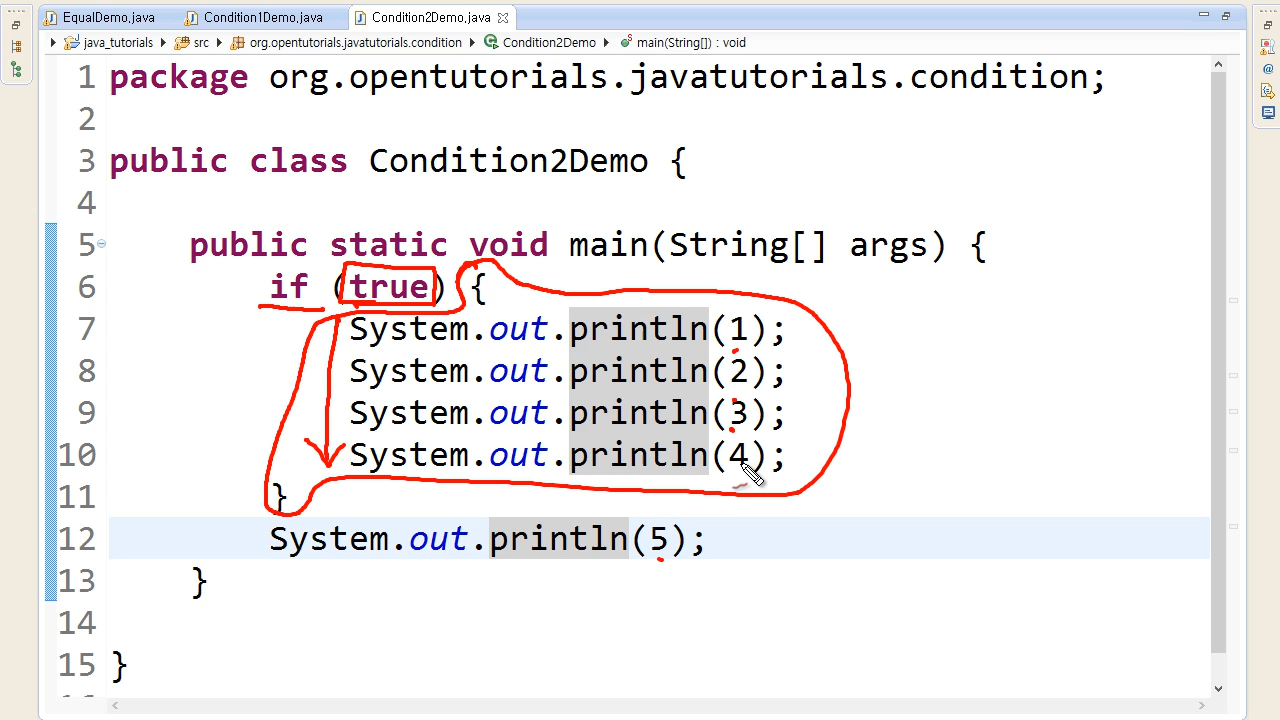 EqualDemo.java Condition1Demo.java Condition2Demo.java
java_tutorials src org.opentutorials.javatutorials.condition Condition2Demo main(String[]) : void
1 package org.opentutorials.javatutorials.condition;
2
3 public class Condition2Demo {
4
5 public static void main(String[] args) {
6 if (true) {
7 System.out.println(1);
8 System.out.println(2);
9 System.out.println(3);
10 System.out.println(4);
11 }
12 System.out.println(5);
13 }
14
15 }